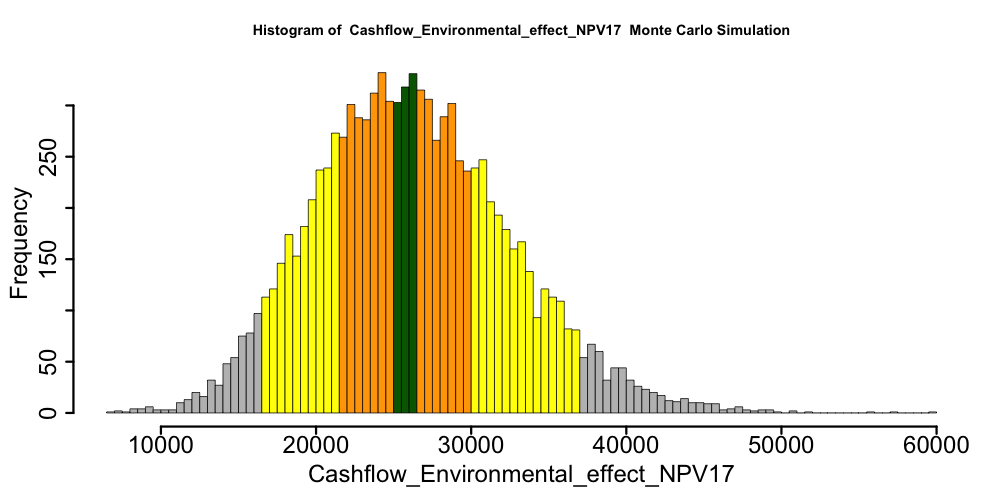 Histogram of  Cashflow_Environmental_effect_NPV17  Monte Carlo Simulation
Frequency
250
150
50
0
10000 20000 30000 40000 50000 60000
Cashflow_Environmental_effect_NPV17